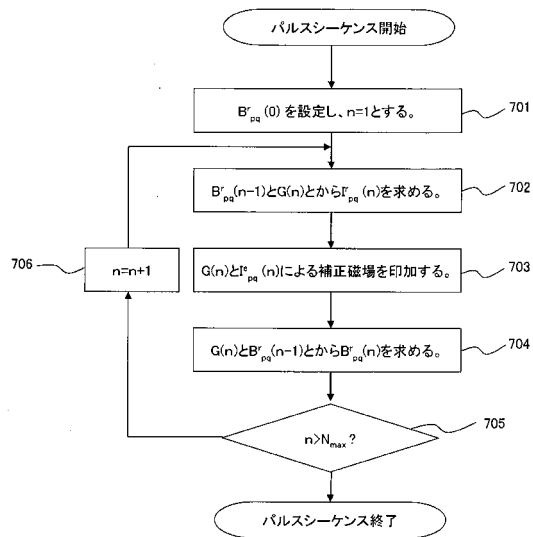 パルスシーケンス開始
B^r_pq(0)を設定し、n=1とする。
701
B^r_pq(n-1)とG(n)とからI^r_pq(n)を求める。
702
706
n=n+1
G(n)とI^e_pq(n)による補正磁場を印加する。
703
G(n)とB^r_pq(n-1)とからB^r_pq(n)を求める。
704
n>N_max?
705
パルスシーケンス終了